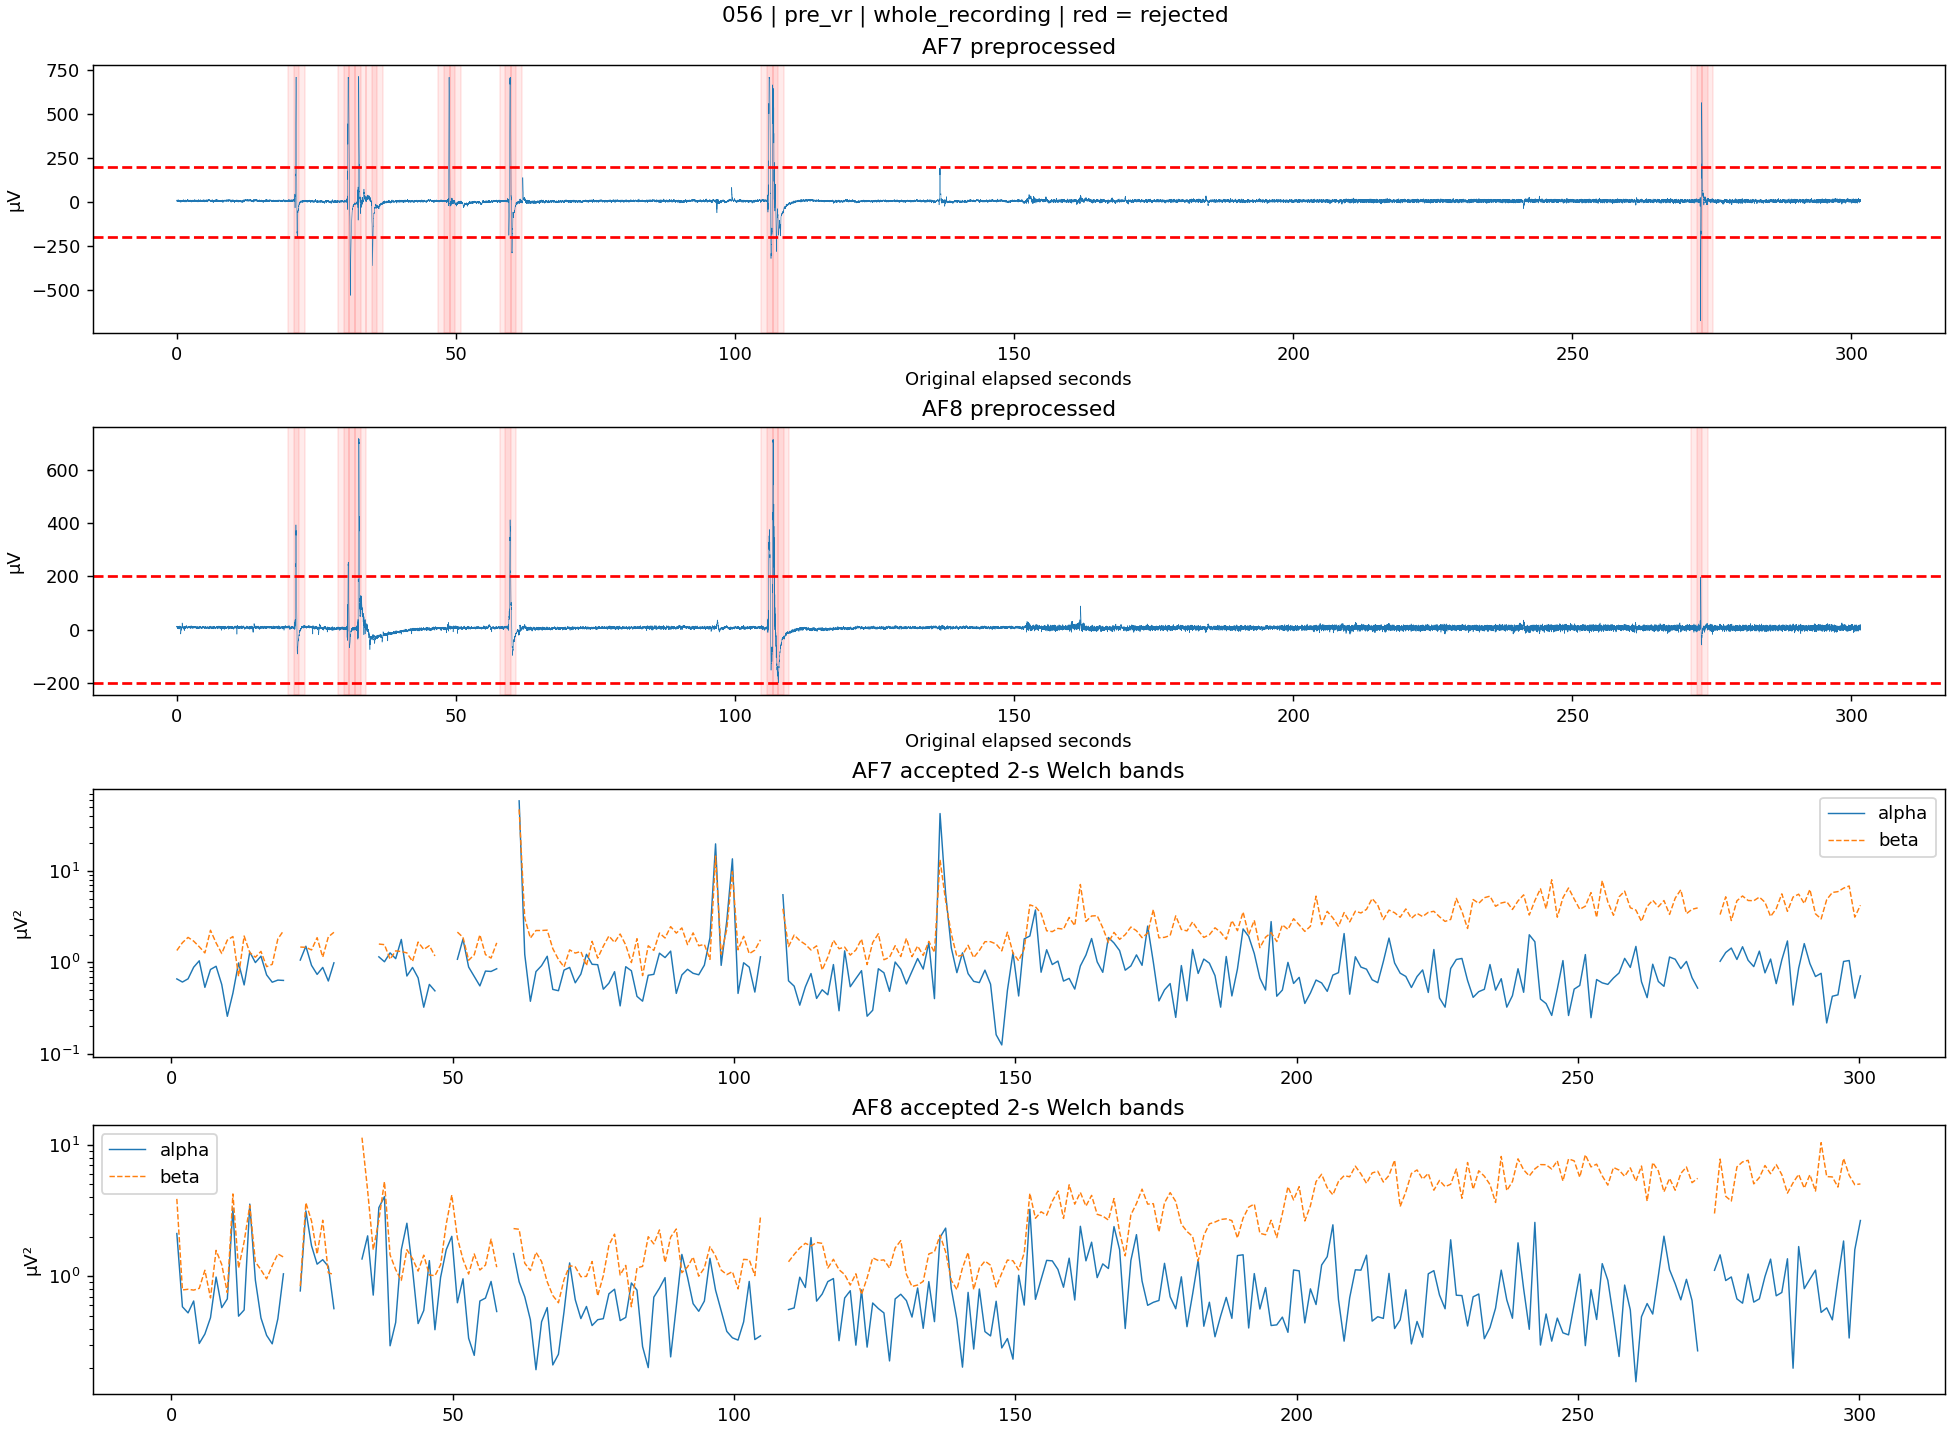 056 | pre_vr | whole_recording | red = rejected
AF7 preprocessed
750
500
250
0
−250
−500
µV
0 50 100 150 200 250 300
Original elapsed seconds
AF8 preprocessed
600
400
200
0
−200
µV
0 50 100 150 200 250 300
Original elapsed seconds
AF7 accepted 2-s Welch bands
10¹
10⁰
10⁻¹
µV²
alpha
beta
0 50 100 150 200 250 300
AF8 accepted 2-s Welch bands
10¹
10⁰
µV²
alpha
beta
0 50 100 150 200 250 300